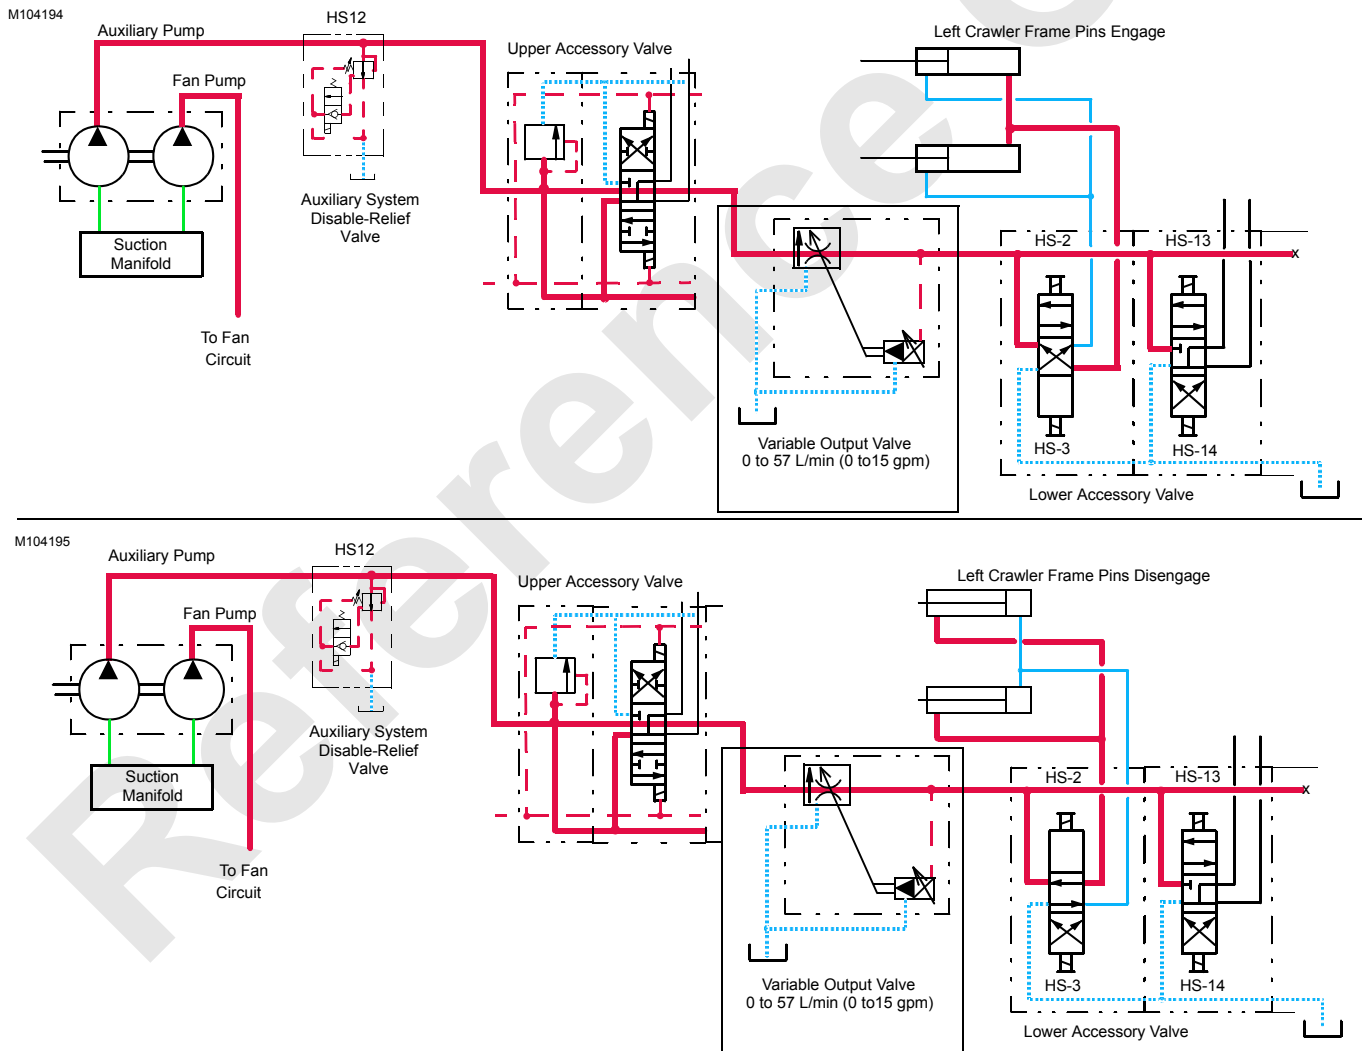 M104194
HS12
Auxiliary Pump
Left Crawler Frame Pins Engage
Upper Accessory Valve
Fan Pump
Auxiliary System
Disable-Relief
Valve
Suction
Manifold
HS-2
HS-13
x
To Fan
Circuit
Variable Output Valve
0 to 57 L/min (0 to15 gpm)
HS-3
HS-14
Lower Accessory Valve
M104195
HS12
Auxiliary Pump
Left Crawler Frame Pins Disengage
Upper Accessory Valve
Fan Pump
Auxiliary System
Disable-Relief
Valve
Suction
Manifold
HS-2
HS-13
x
To Fan
Circuit
Variable Output Valve
0 to 57 L/min (0 to15 gpm)
HS-3
HS-14
Lower Accessory Valve
Reference